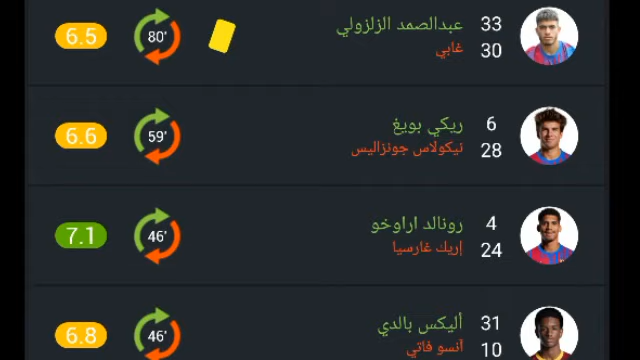 33 عبدالصمد الزلزولي 80′ 6.5
30 غابي
6 ريكي بويغ 59′ 6.6
28 نيكولاس جونزاليس
4 رونالد اراوخو 46′ 7.1
24 إريك غارسيا
31 أليكس بالدي 46′ 6.8
10 آنسو فاتي